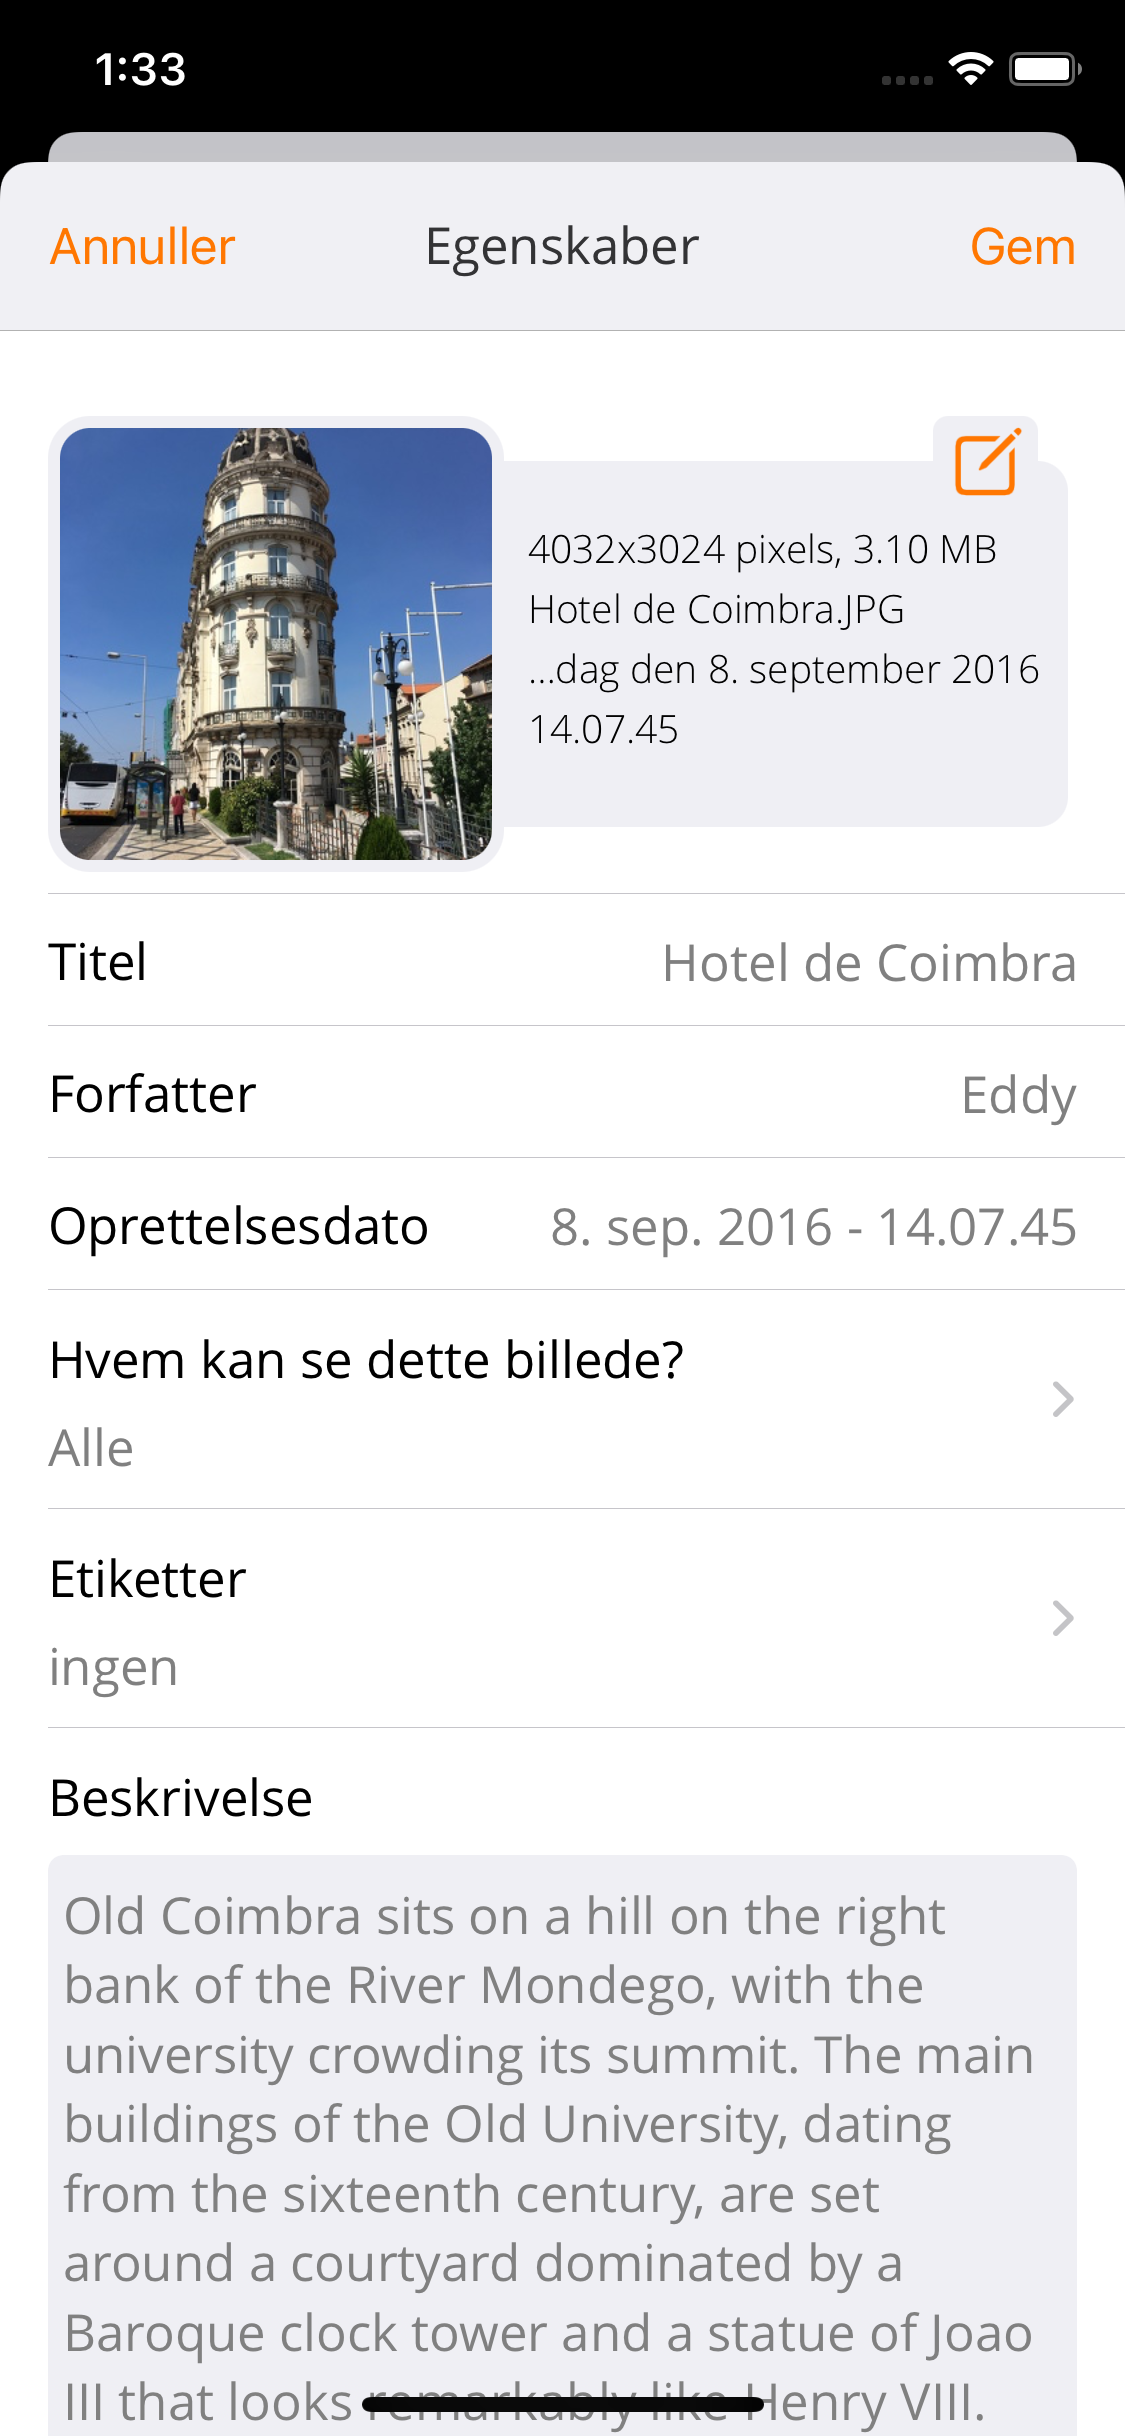 1:33
Annuller
Egenskaber
Gem
4032x3024 pixels, 3.10 MB
Hotel de Coimbra.JPG
...dag den 8. september 2016
14.07.45
Titel
Hotel de Coimbra
Forfatter
Eddy
Oprettelsesdato
8. sep. 2016 - 14.07.45
Hvem kan se dette billede?
Alle
Etiketter
ingen
Beskrivelse
Old Coimbra sits on a hill on the right
bank of the River Mondego, with the
university crowding its summit. The main
buildings of the Old University, dating
from the sixteenth century, are set
around a courtyard dominated by a
Baroque clock tower and a statue of Joao
III that looks remarkably like Henry VIII.